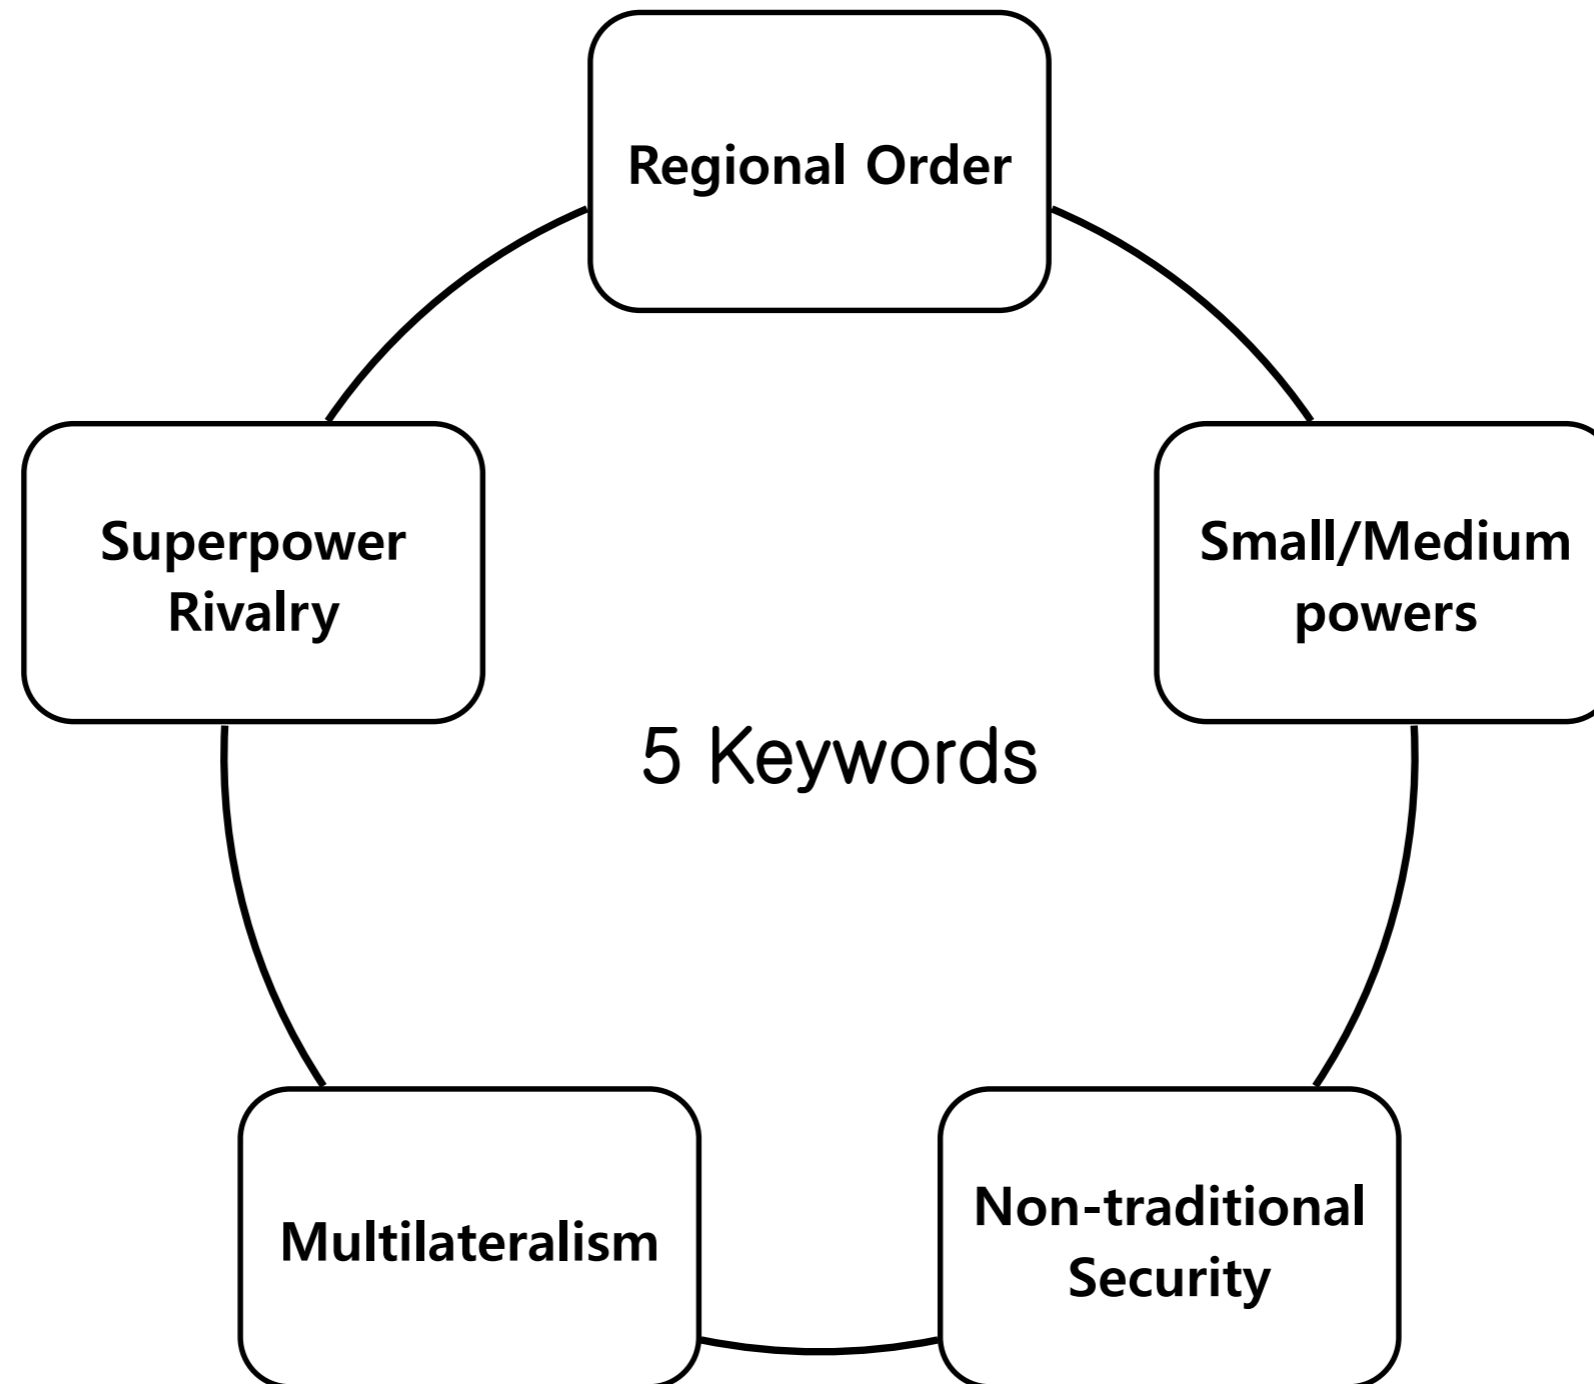 Regional Order
Superpower
Rivalry
Small/Medium
powers
5 Keywords
Multilateralism
Non-traditional
Security